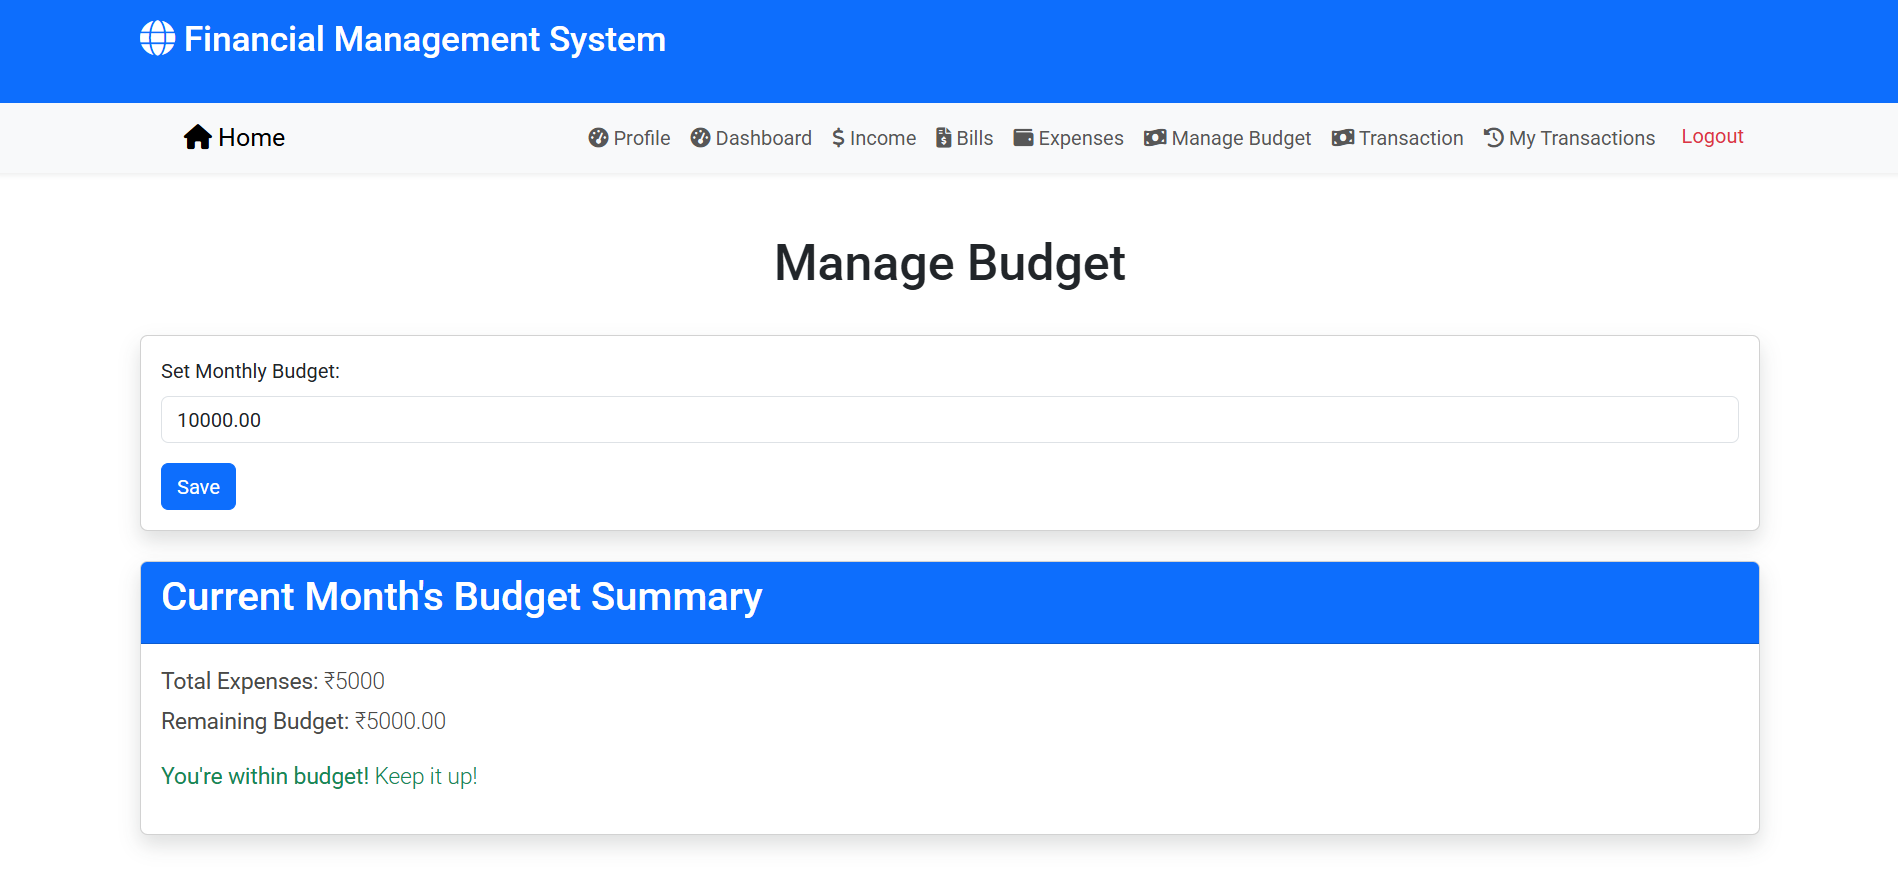 Financial Management System
Home Profile Dashboard Income Bills Expenses Manage Budget Transaction My Transactions Logout
Manage Budget
Set Monthly Budget:
10000.00
Save
Current Month's Budget Summary
Total Expenses: ₹5000
Remaining Budget: ₹5000.00
You're within budget! Keep it up!